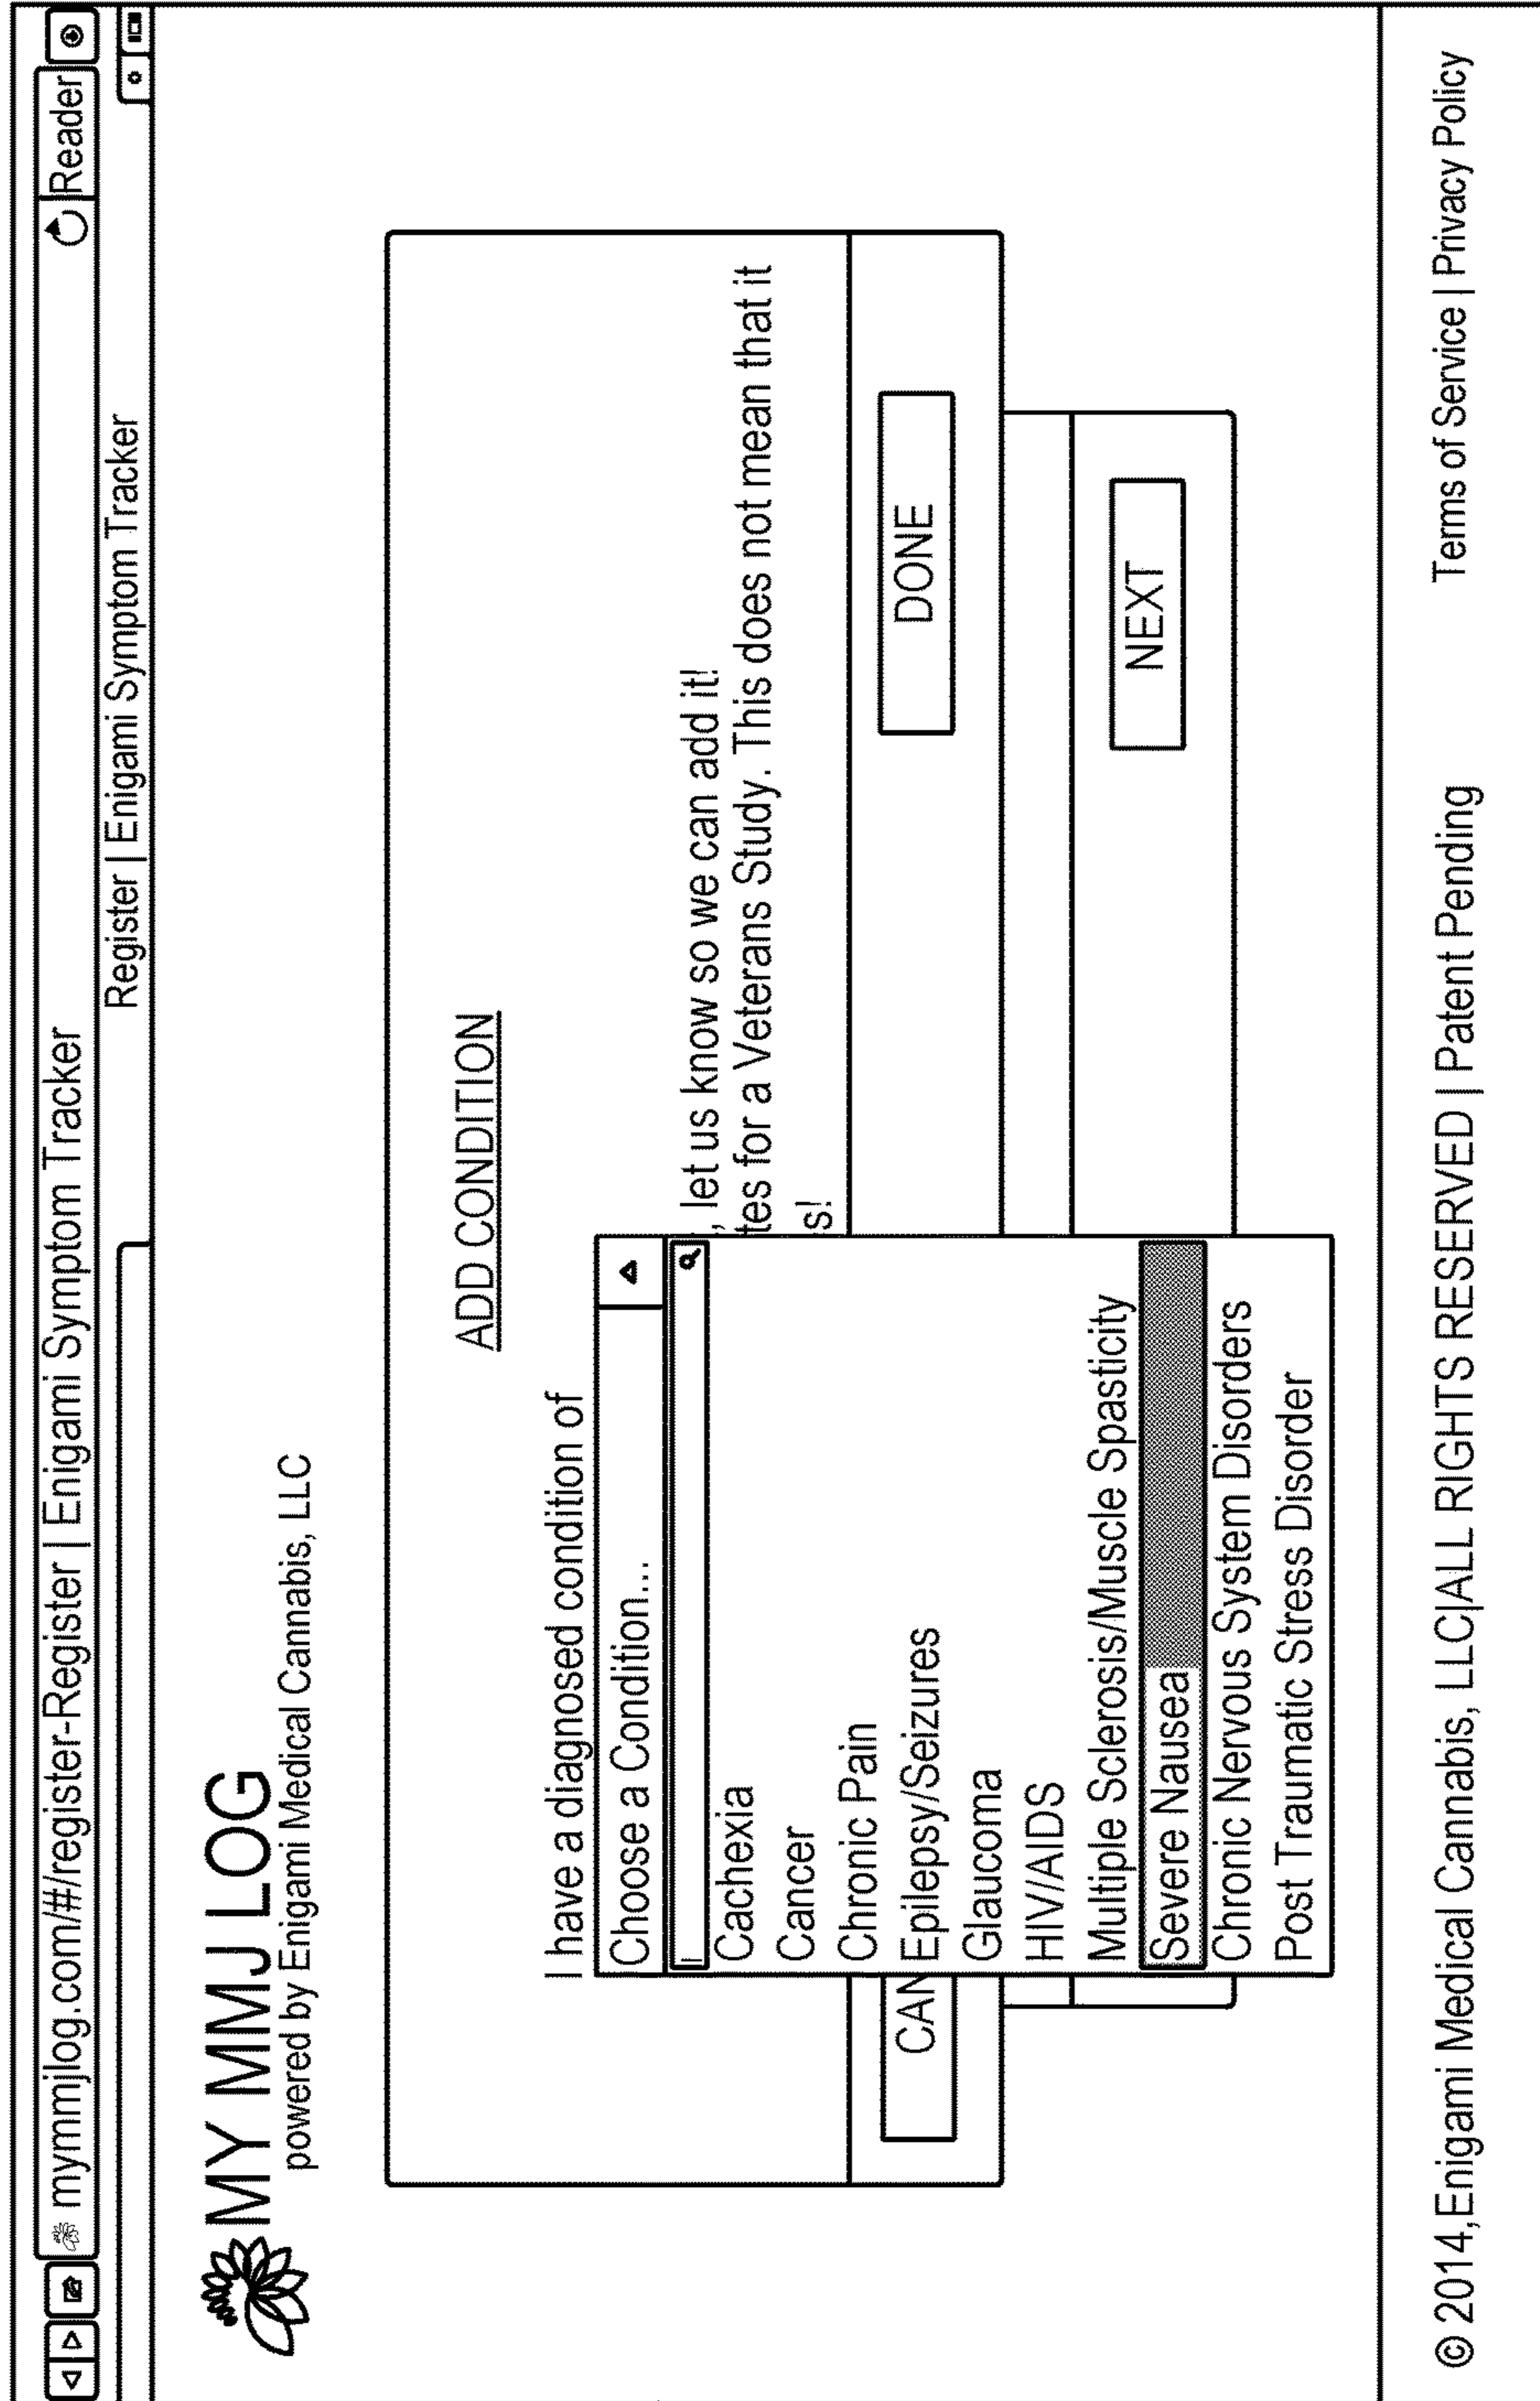 mymmjlog.com/#/register-Register | Enigami Symptom Tracker
Reader
Register | Enigami Symptom Tracker
MY MMJ LOG
powered by Enigami Medical Cannabis, LLC
ADD CONDITION
I have a diagnosed condition of
Choose a Condition...
, let us know so we can add it!
tes for a Veterans Study. This does not mean that it
s!
Cachexia
Cancer
Chronic Pain
Epilepsy/Seizures
Glaucoma
HIV/AIDS
Multiple Sclerosis/Muscle Spasticity
Severe Nausea
Chronic Nervous System Disorders
Post Traumatic Stress Disorder
CAN
DONE
NEXT
© 2014,Enigami Medical Cannabis, LLC|ALL RIGHTS RESERVED | Patent Pending
Terms of Service | Privacy Policy